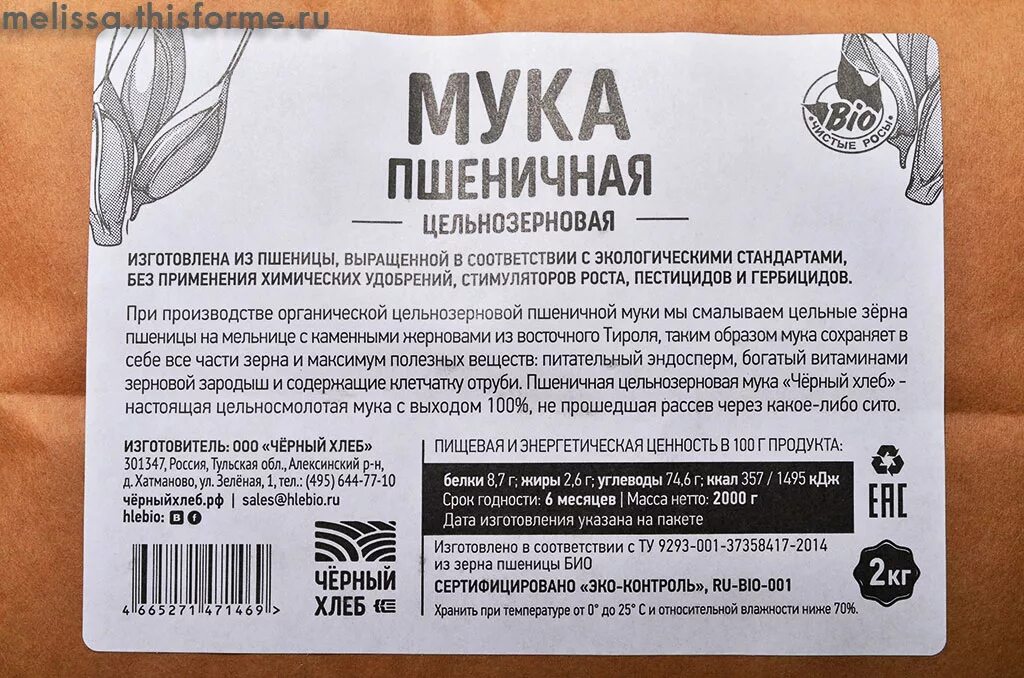 melissa.thisforme.ru
МУКА
ПШЕНИЧНАЯ
ЦЕЛЬНОЗЕРНОВАЯ
Bio
«ЧИСТЫЕ РОСЫ»
ИЗГОТОВЛЕНА ИЗ ПШЕНИЦЫ, ВЫРАЩЕННОЙ В СООТВЕТСТВИИ С ЭКОЛОГИЧЕСКИМИ СТАНДАРТАМИ,
БЕЗ ПРИМЕНЕНИЯ ХИМИЧЕСКИХ УДОБРЕНИЙ, СТИМУЛЯТОРОВ РОСТА, ПЕСТИЦИДОВ И ГЕРБИЦИДОВ.
При производстве органической цельнозерновой пшеничной муки мы смалываем цельные зёрна
пшеницы на мельнице с каменными жерновами из восточного Тироля, таким образом мука сохраняет в
себе все части зерна и максимум полезных веществ: питательный эндосперм, богатый витаминами
зерновой зародыш и содержащие клетчатку отруби. Пшеничная цельнозерновая мука «Чёрный хлеб» -
настоящая цельносмолотая мука с выходом 100%, не прошедшая рассев через какое-либо сито.
ИЗГОТОВИТЕЛЬ: ООО «ЧЁРНЫЙ ХЛЕБ»
301347, Россия, Тульская обл., Алексинский р-н,
д. Хатманово, ул. Зелёная, 1, тел.: (495) 644-77-10
чёрныйхлеб.рф | sales@hlebio.ru
hlebio:
4 665271 471469 >
ЧЁРНЫЙ
ХЛЕБ
ПИЩЕВАЯ И ЭНЕРГЕТИЧЕСКАЯ ЦЕННОСТЬ В 100 Г ПРОДУКТА:
белки 8,7 г; жиры 2,6 г; углеводы 74,6 г; ккал 357 / 1495 кДж
Срок годности: 6 месяцев | Масса нетто: 2000 г
Дата изготовления указана на пакете
Изготовлено в соответствии с ТУ 9293-001-37358417-2014
из зерна пшеницы БИО
СЕРТИФИЦИРОВАНО «ЭКО-КОНТРОЛЬ», RU-BIO-001
Хранить при температуре от 0° до 25° С и относительной влажности ниже 70%.
EAC
2кг